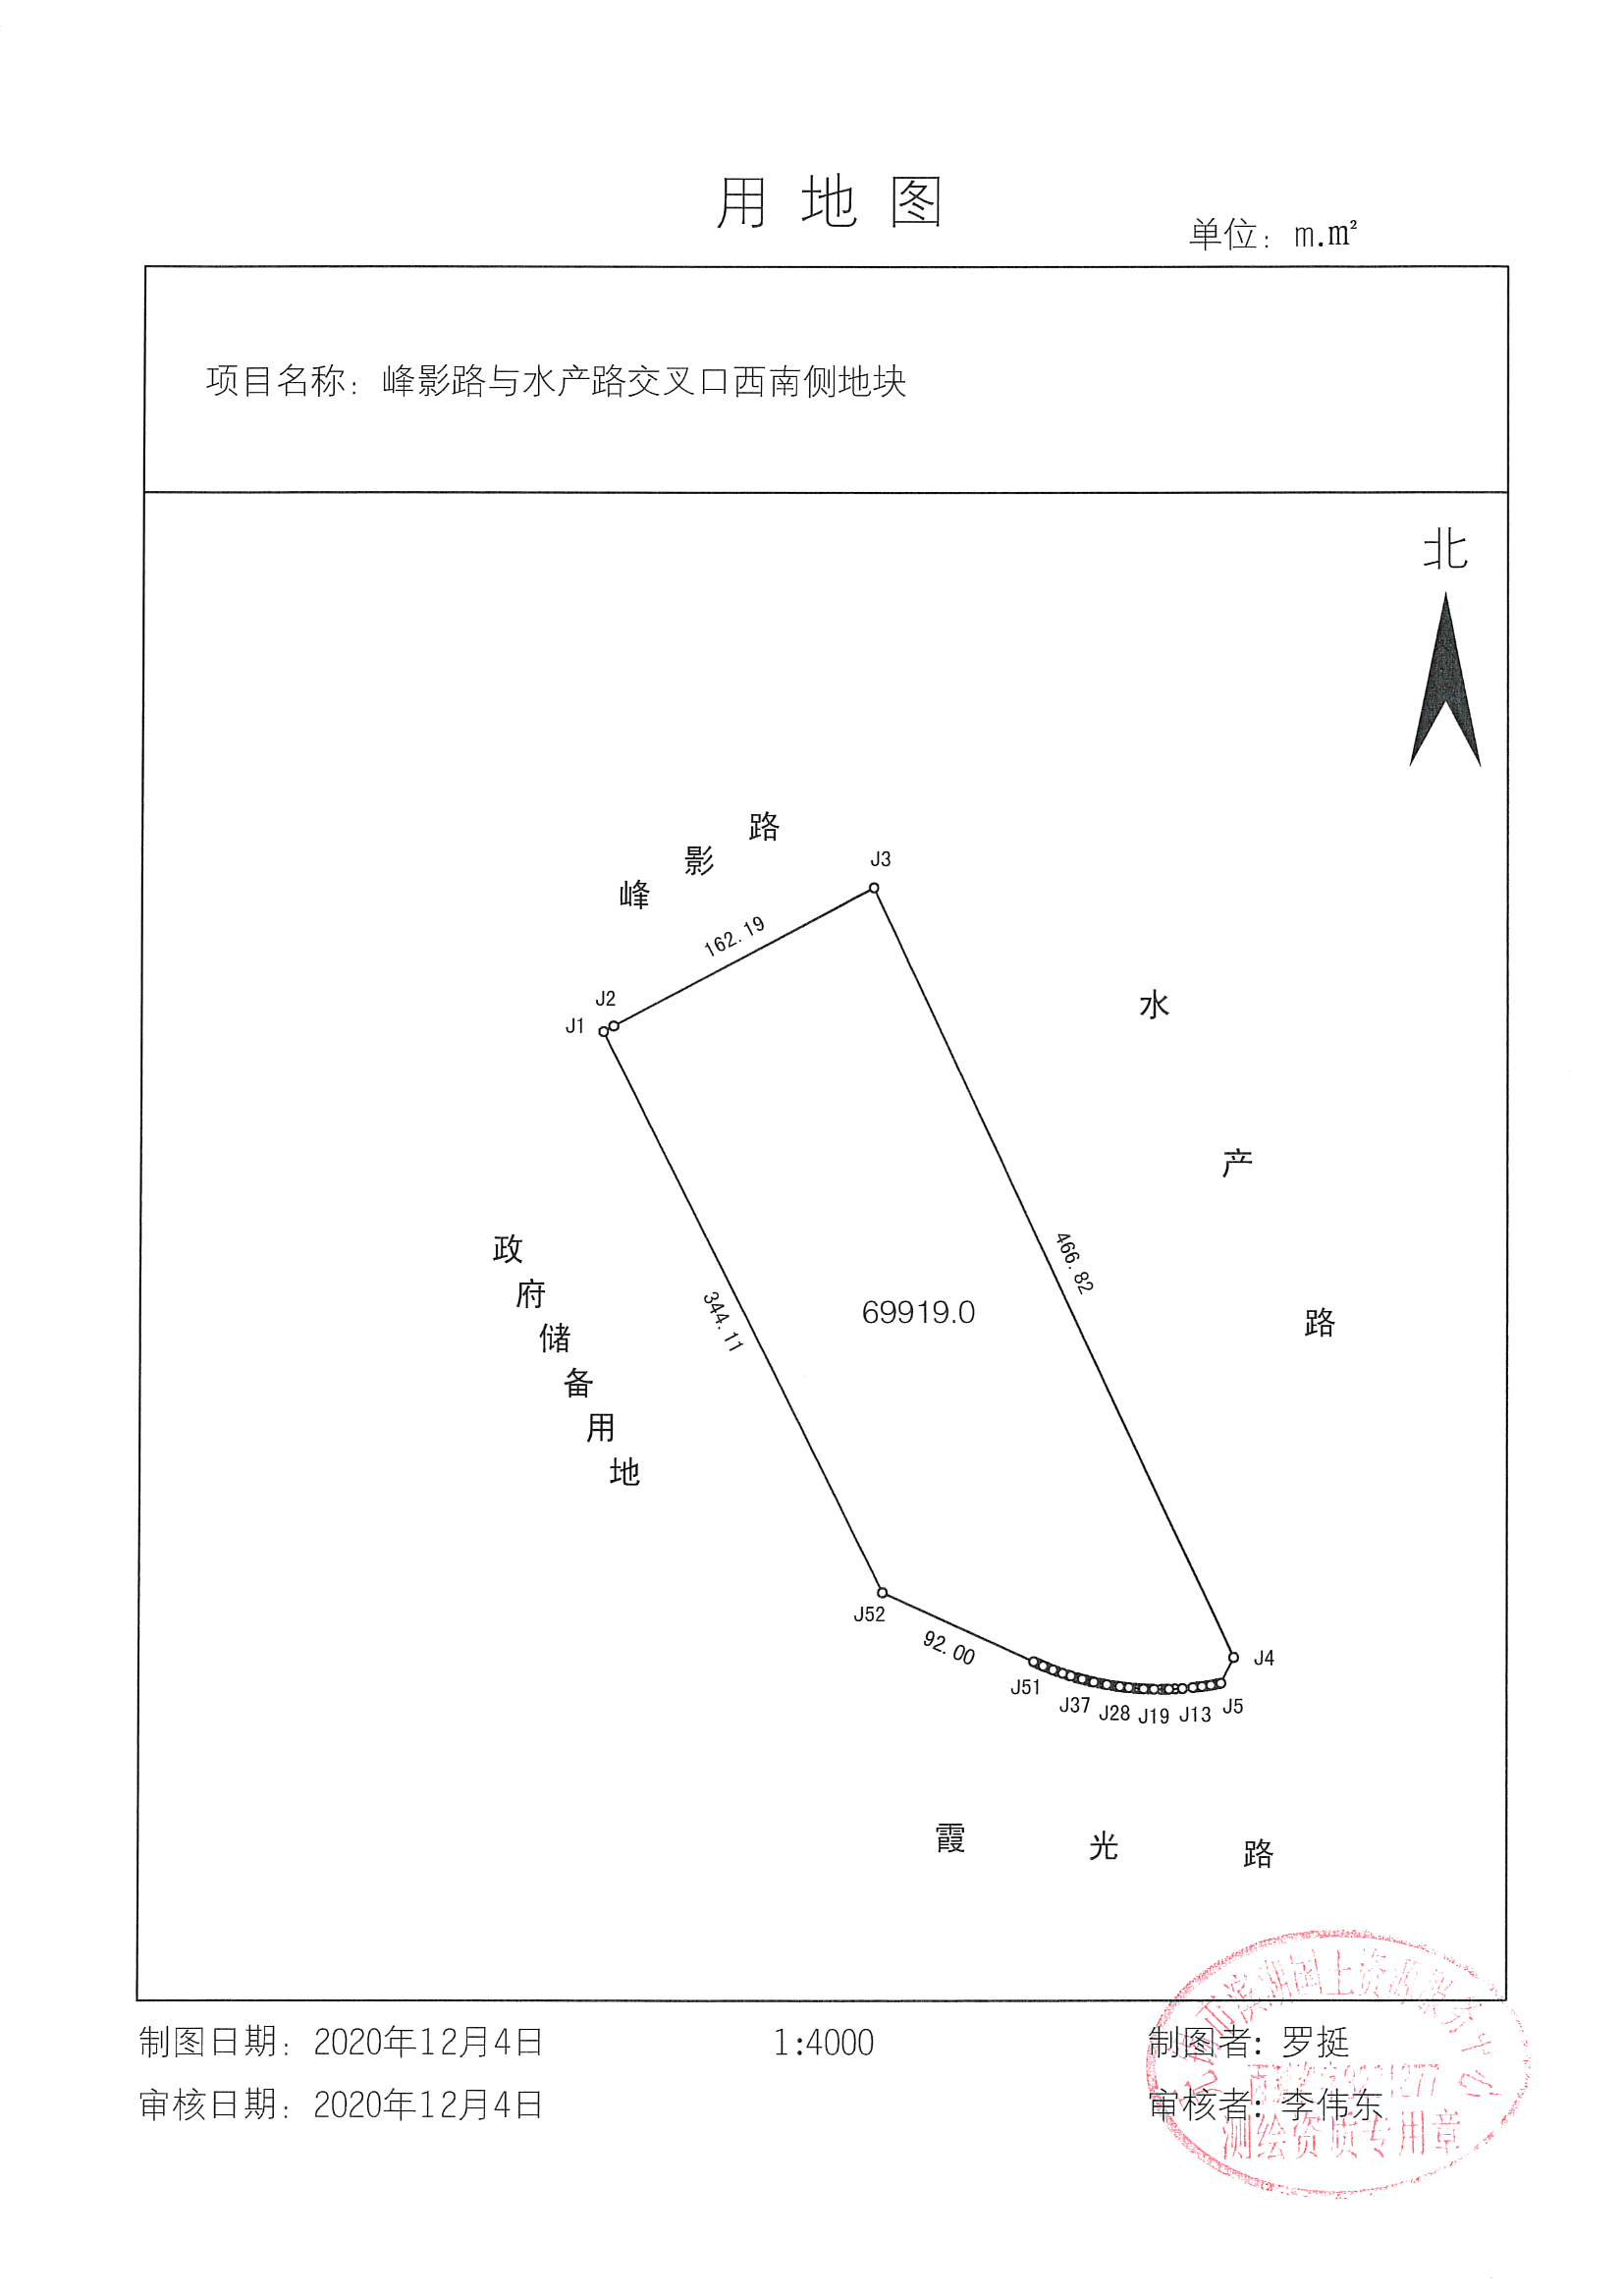 用地图
单位：m.m²
项目名称：峰影路与水产路交叉口西南侧地块
北
峰影路
J3
162.19
J2
J1
水产路
466.82
344.11
69919.0
政府储备用地
J52
92.00
J4
J51
J37
J28
J19
J13
J5
霞光路
制图日期：2020年12月4日
1:4000
制图者：罗挺
审核日期：2020年12月4日
审核者：李伟东
测绘资质专用章